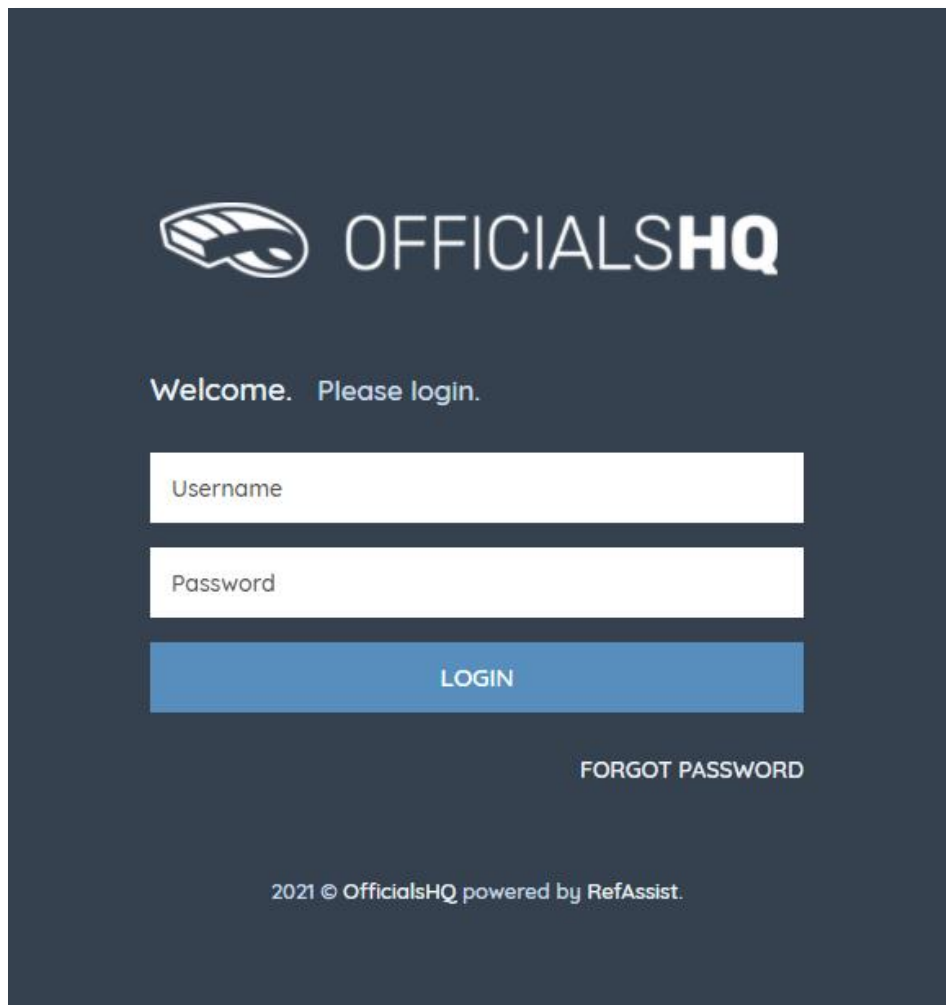 OFFICIALSHQ
Welcome. Please login.
Username
Password
LOGIN
FORGOT PASSWORD
2021 © OfficialsHQ powered by RefAssist.